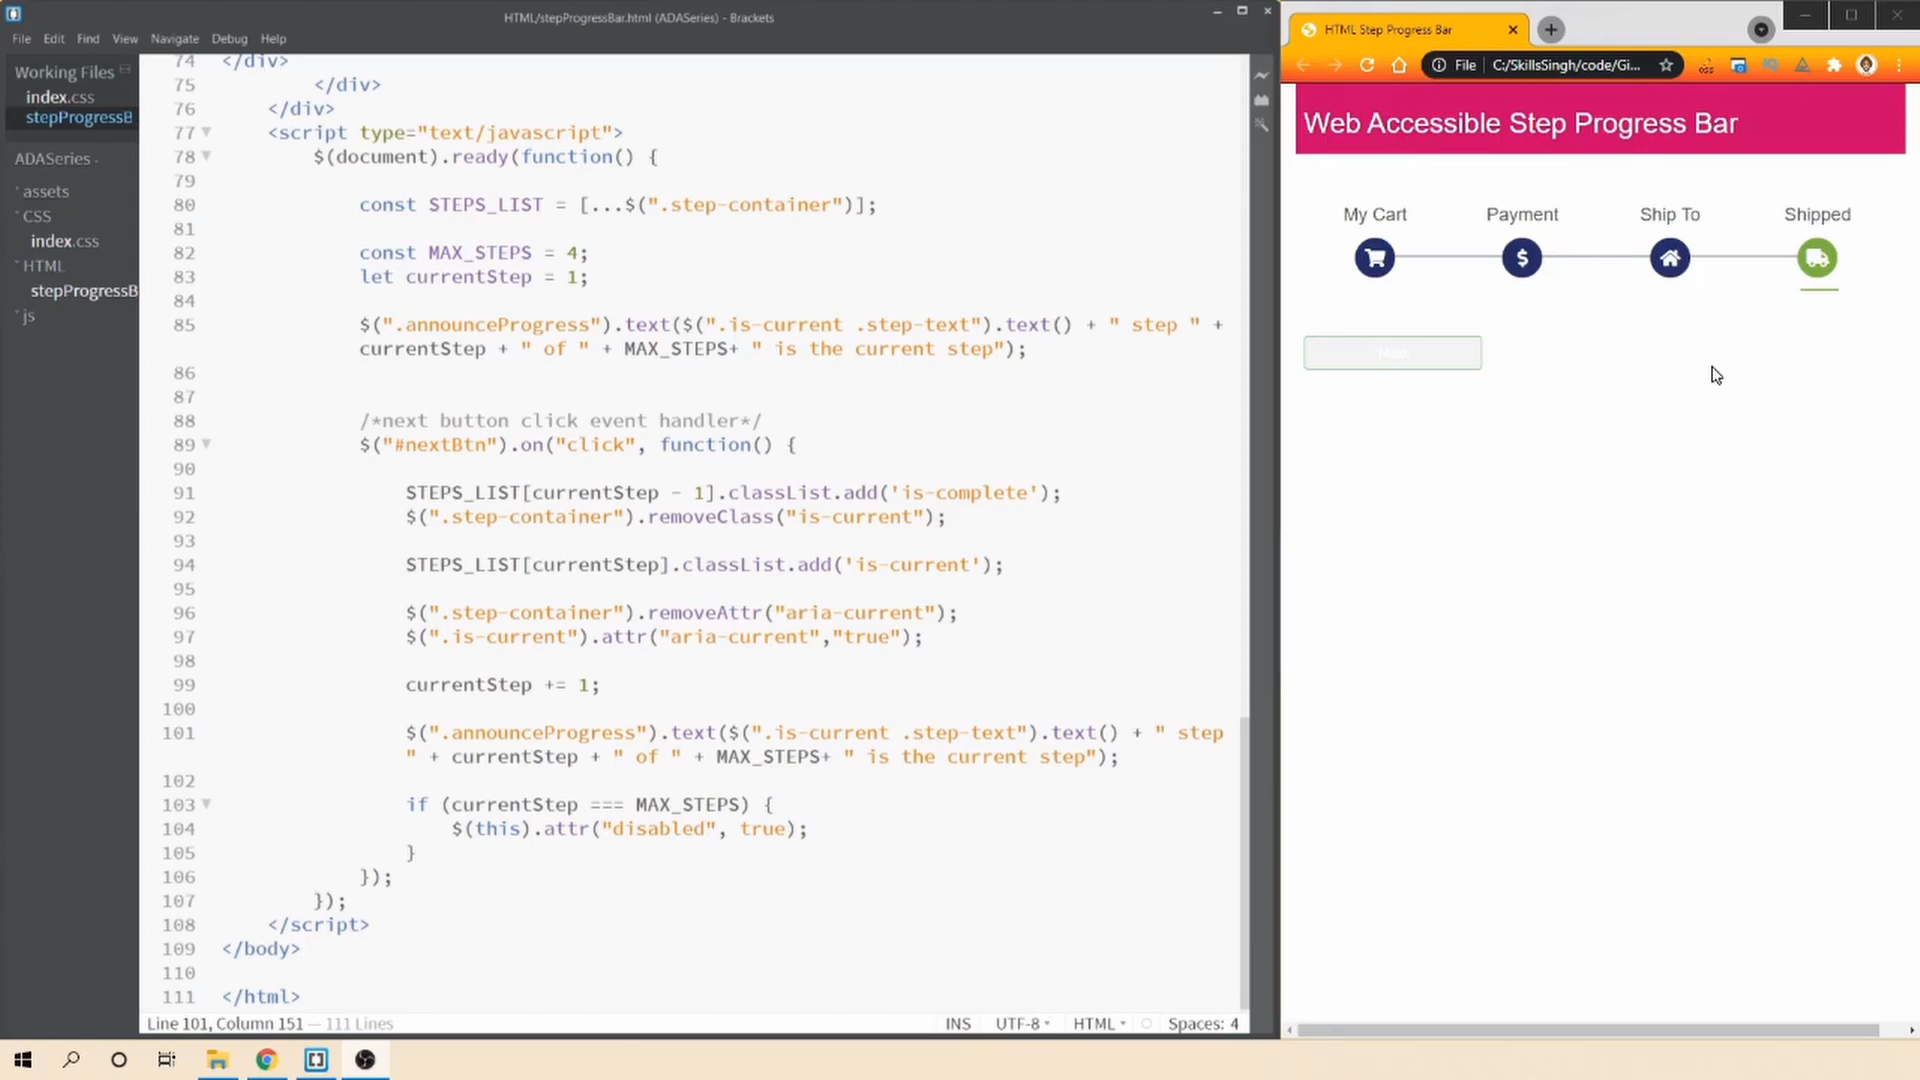 HTML/stepProgressBar.html (ADASeries) - Brackets
File Edit Find View Navigate Debug Help
Working Files
index.css
stepProgressB
ADASeries
assets
CSS
index.css
HTML
stepProgressB
js
74 </div>
75 </div>
76 </div>
77 <script type="text/javascript">
78 $(document).ready(function() {
79
80 const STEPS_LIST = [...$(".step-container")];
81
82 const MAX_STEPS = 4;
83 let currentStep = 1;
84
85 $(".announceProgress").text($(".is-current .step-text").text() + " step " +
currentStep + " of " + MAX_STEPS+ " is the current step");
86
87
88 /*next button click event handler*/
89 $("#nextBtn").on("click", function() {
90
91 STEPS_LIST[currentStep - 1].classList.add('is-complete');
92 $(".step-container").removeClass("is-current");
93
94 STEPS_LIST[currentStep].classList.add('is-current');
95
96 $(".step-container").removeAttr("aria-current");
97 $(".is-current").attr("aria-current","true");
98
99 currentStep += 1;
100
101 $(".announceProgress").text($(".is-current .step-text").text() + " step
" + currentStep + " of " + MAX_STEPS+ " is the current step");
102
103 if (currentStep === MAX_STEPS) {
104 $(this).attr("disabled", true);
105 }
106 });
107 });
108 </script>
109 </body>
110
111 </html>
Line 101, Column 151 — 111 Lines
INS UTF-8 HTML Spaces: 4
HTML Step Progress Bar
File C:/SkillsSingh/code/Gi...
Web Accessible Step Progress Bar
My Cart Payment Ship To Shipped
$
Next